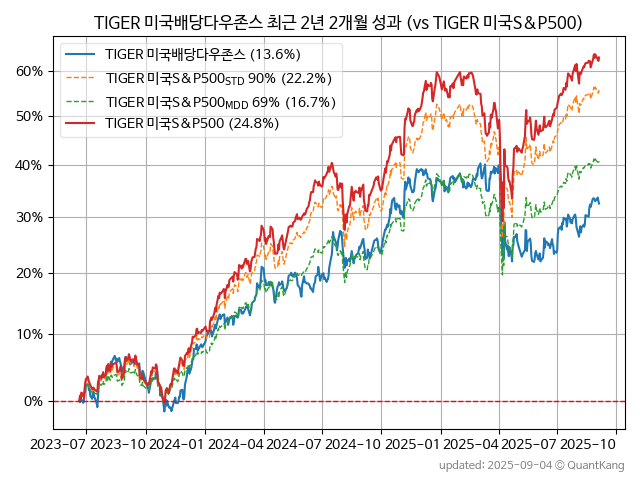 TIGER 미국배당다우존스 최근 2년 2개월 성과 (vs TIGER 미국S&P500)
TIGER 미국배당다우존스 (13.6%)
TIGER 미국S&P500STD 90% (22.2%)
TIGER 미국S&P500MDD 69% (16.7%)
TIGER 미국S&P500 (24.8%)
60%
50%
40%
30%
20%
10%
0%
2023-07 2023-10 2024-01 2024-04 2024-07 2024-10 2025-01 2025-04 2025-07 2025-10
updated: 2025-09-04 © QuantKang